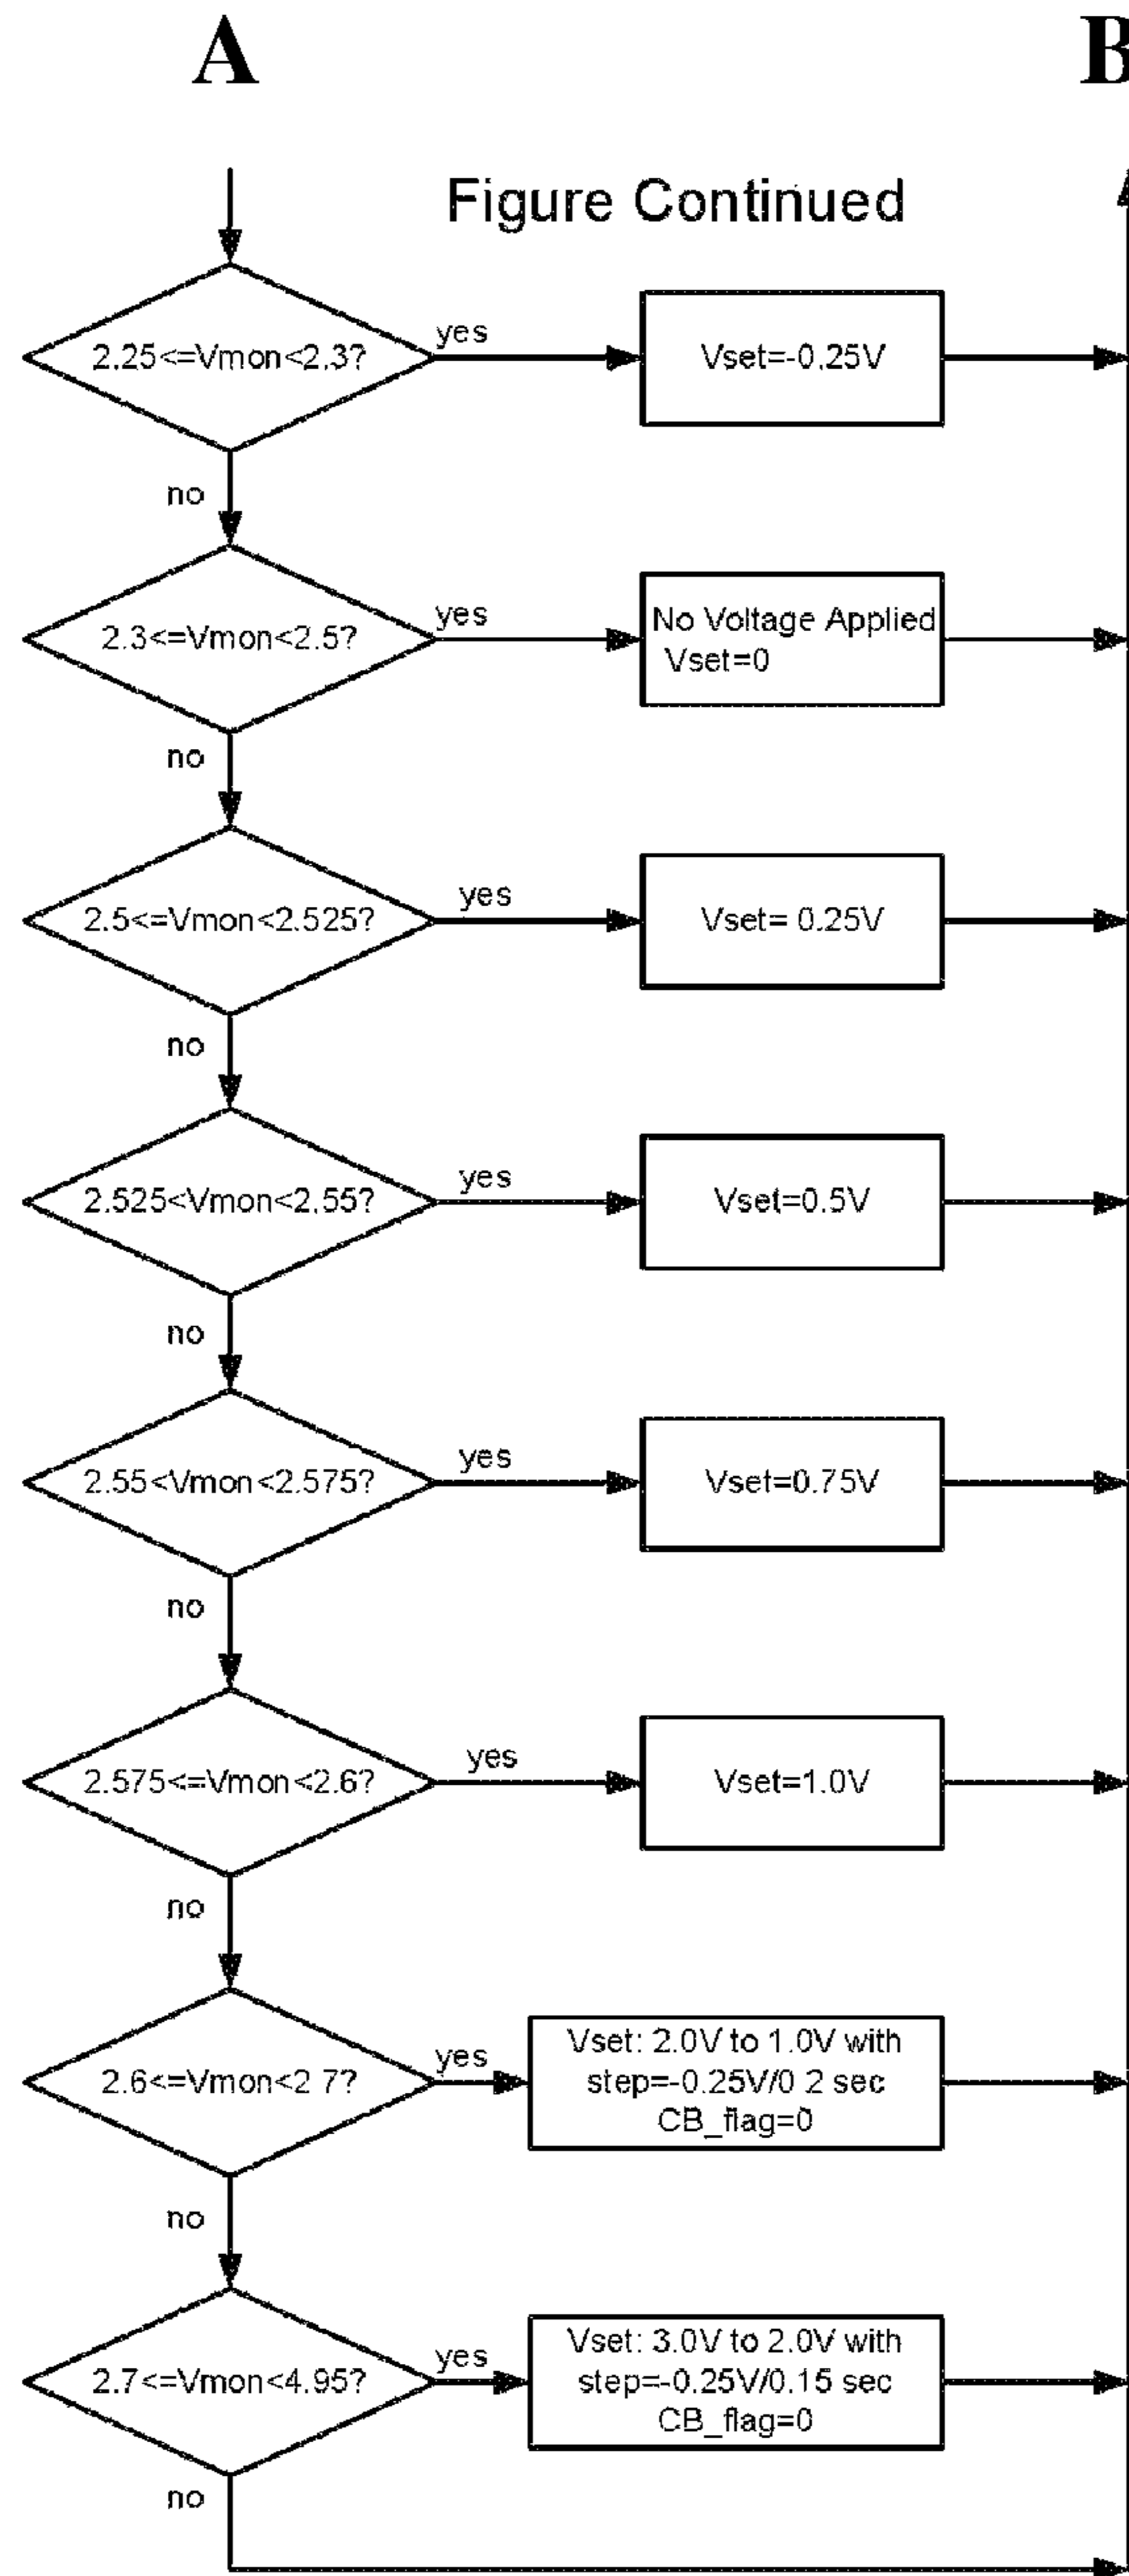 A
B
Figure Continued
2.25<=Vmon<2.3?
yes
Vset=-0.25V
no
2.3<=Vmon<2.5?
yes
No Voltage Applied
Vset=0
no
2.5<=Vmon<2.525?
yes
Vset= 0.25V
no
2.525<Vmon<2.55?
yes
Vset=0.5V
no
2.55<Vmon<2.575?
yes
Vset=0.75V
no
2.575<=Vmon<2.6?
yes
Vset=1.0V
no
2.6<=Vmon<2 7?
yes
Vset: 2.0V to 1.0V with
step=-0.25V/0 2 sec
CB_flag=0
no
2.7<=Vmon<4.95?
yes
Vset: 3.0V to 2.0V with
step=-0.25V/0.15 sec
CB_flag=0
no